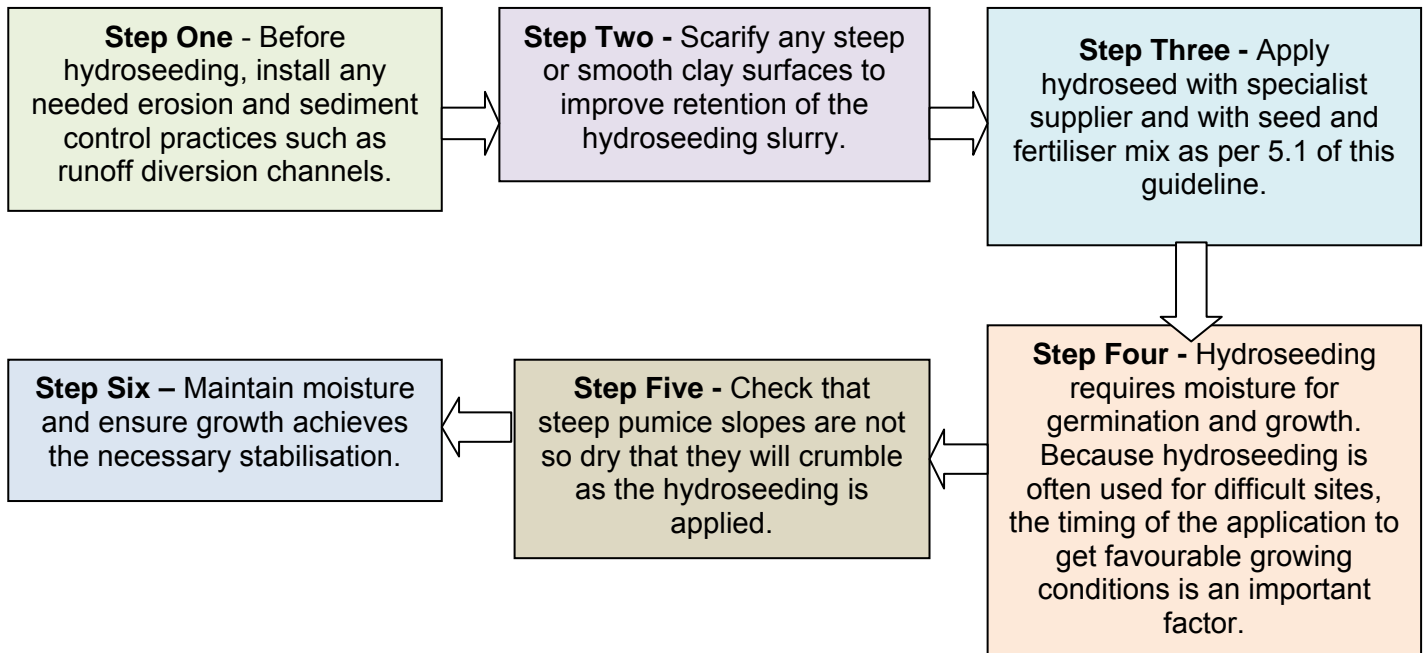 Step One - Before
hydroseeding, install any
needed erosion and sediment
control practices such as
runoff diversion channels.
Step Two - Scarify any steep
or smooth clay surfaces to
improve retention of the
hydroseeding slurry.
Step Three - Apply
hydroseed with specialist
supplier and with seed and
fertiliser mix as per 5.1 of this
guideline.
Step Four - Hydroseeding
requires moisture for
germination and growth.
Because hydroseeding is
often used for difficult sites,
the timing of the application to
get favourable growing
conditions is an important
factor.
Step Five - Check that
steep pumice slopes are not
so dry that they will crumble
as the hydroseeding is
applied.
Step Six – Maintain moisture
and ensure growth achieves
the necessary stabilisation.